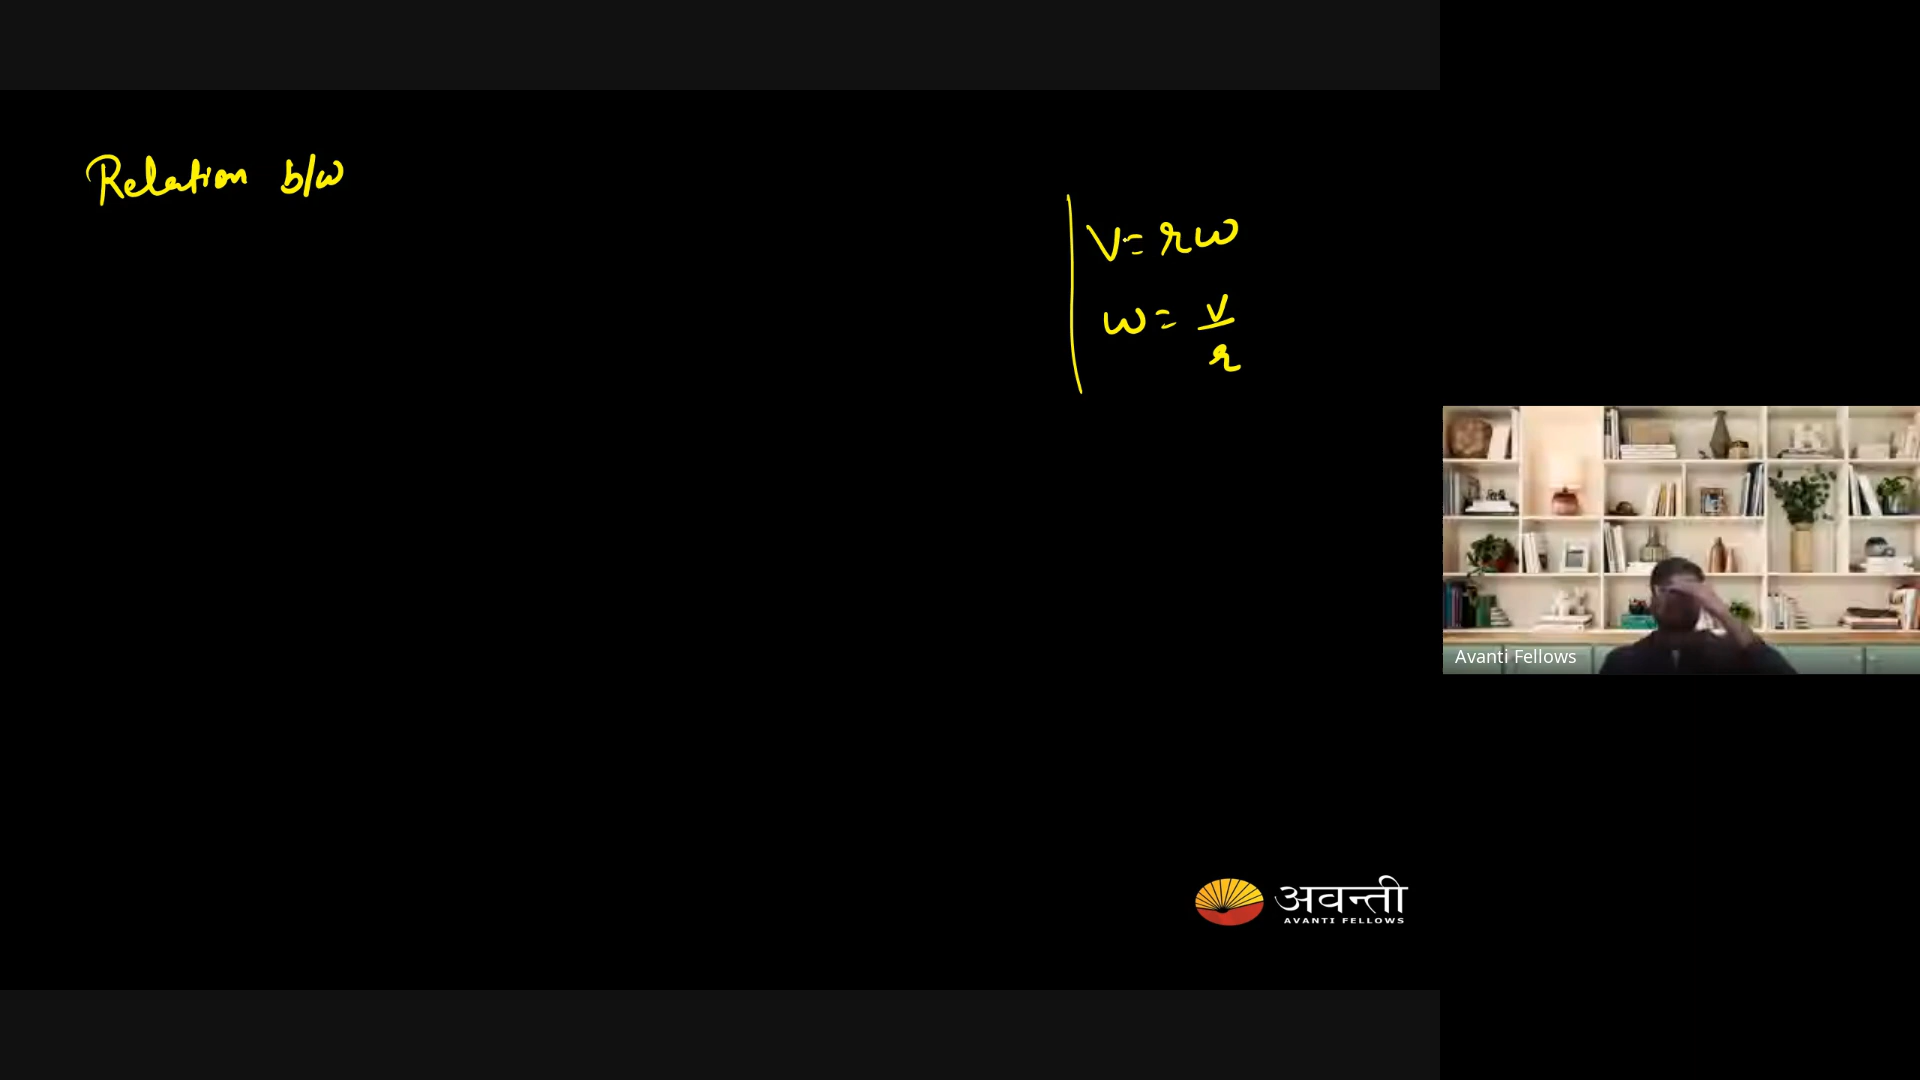 Relation b/w
V = rω
ω = v/r
Avanti Fellows
अवन्ती
AVANTI FELLOWS